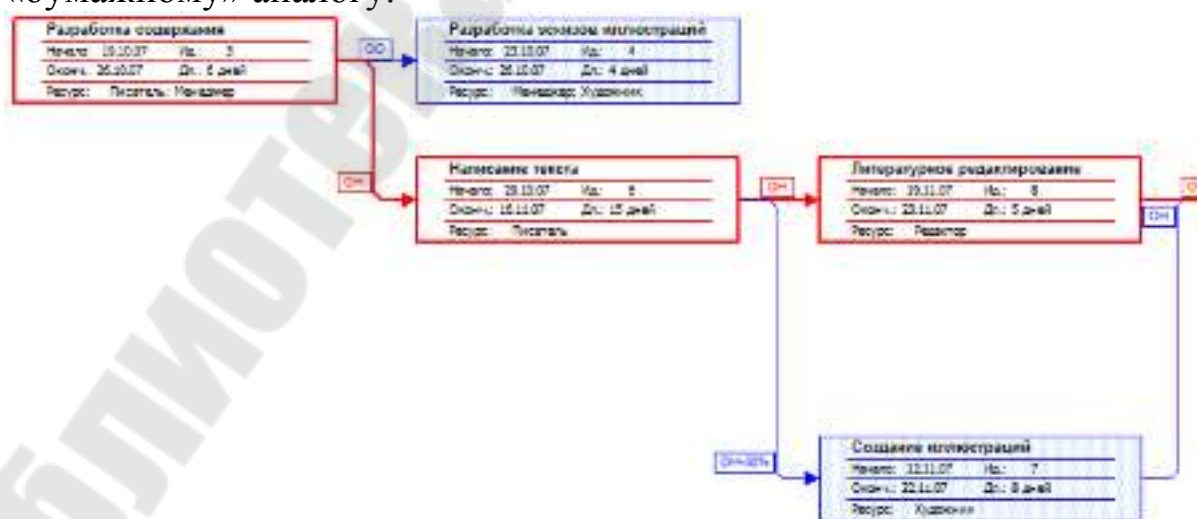 «бумажному» аналогу.
Разработка содержания
Начало: 19.10.07 Ид.: 3
Оконч.: 26.10.07 Дл.: 6 дней
Ресурс: Писатель; Менеджер
ОО
Разработка эскизов иллюстраций
Начало: 23.10.07 Ид.: 4
Оконч.: 26.10.07 Дл.: 4 дней
Ресурс: Менеджер; Художник
ОН
Написание текста
Начало: 29.10.07 Ид.:
Оконч.: 16.11.07 Дл.: 15 дней
Ресурс: Писатель
ОН
Литературное редактирование
Начало: 19.11.07 Ид.:
Оконч.: 23.11.07 Дл.: 5 дней
Ресурс: Редактор
ОН
Создание иллюстраций
Начало: 12.11.07 Ид.: 7
Оконч.: 22.11.07 Дл.: 8 дней
Ресурс: Художник